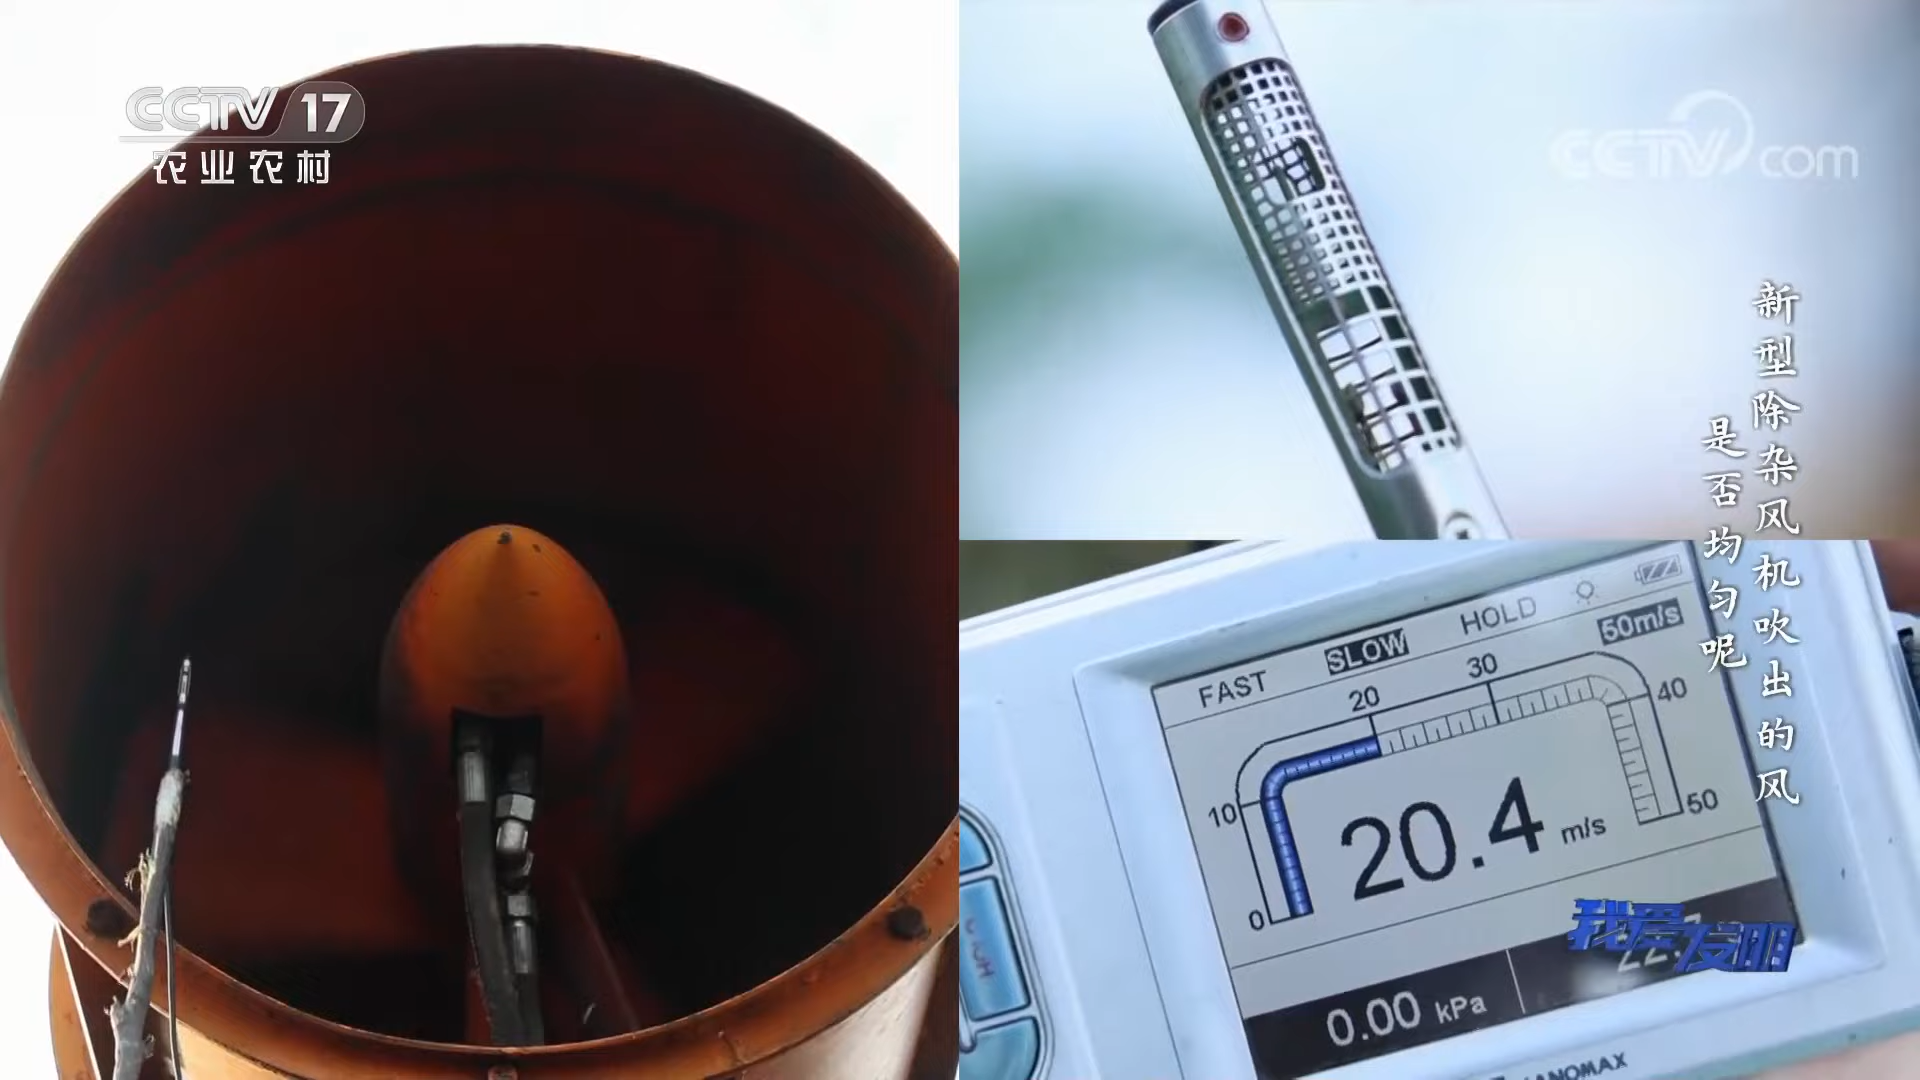 CCTV 17
农业农村
CCTV com
新型除杂风机吹出的风
是否均匀呢
FAST SLOW HOLD
50m/s
0 10 20 30 40 50
20.4 m/s
0.00 kPa
我爱发明